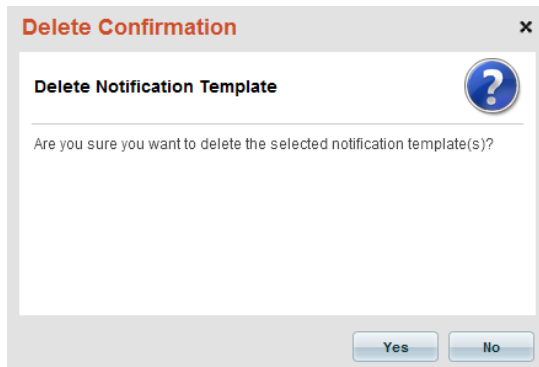 Delete Confirmation
Delete Notification Template
Are you sure you want to delete the selected notification template(s)?
Yes No